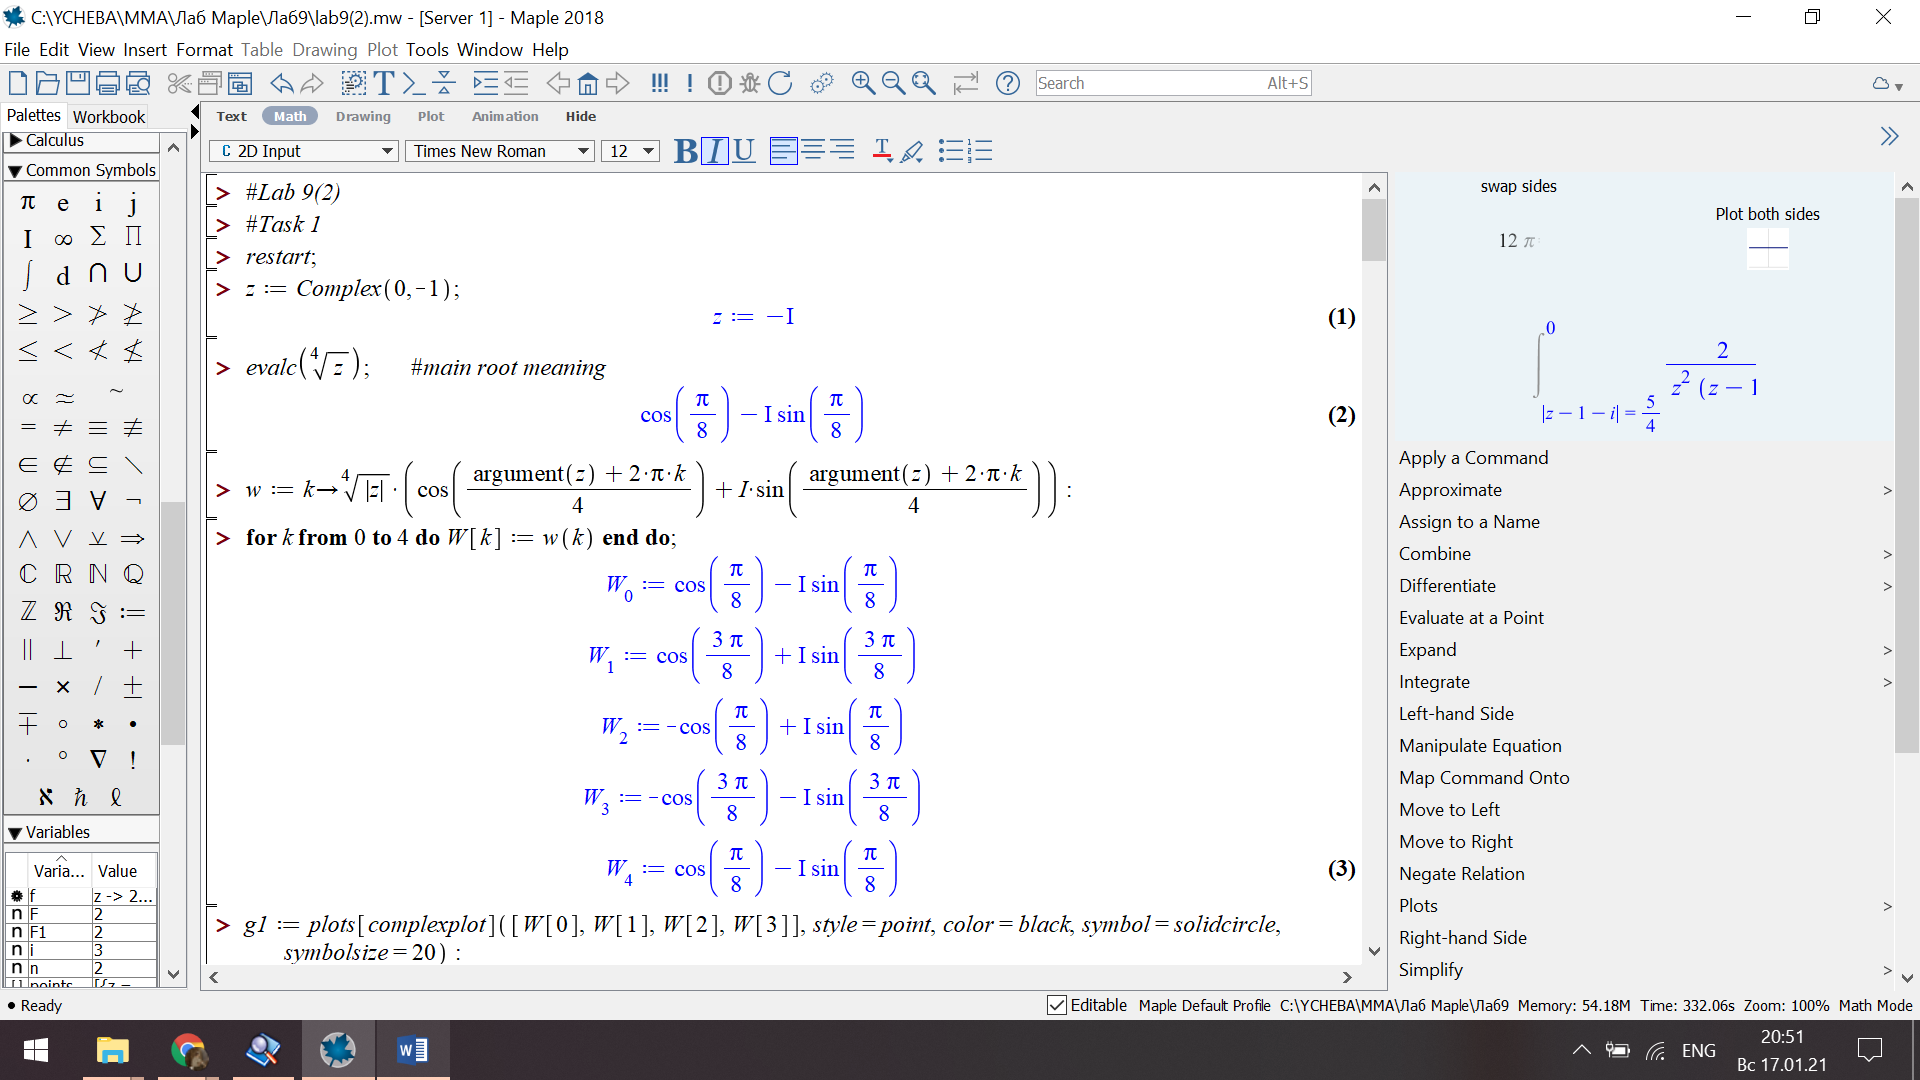 C:\YCHEBA\MMA\Лаб Maple\Лаб9\lab9(2).mw - [Server 1] - Maple 2018
File Edit View Insert Format Table Drawing Plot Tools Window Help
Search Alt+S
Palettes Workbook
Text Math Drawing Plot Animation Hide
C 2D Input Times New Roman 12 B I U
▶ Calculus
▼ Common Symbols
π e i j
I ∞ Σ Π
∫ d ∩ ∪
≥ > ≯ ≱
≤ < ≮ ≰
∝ ≈ ~
= ≠ ≡ ≢
∈ ∉ ⊆ \
∅ ∃ ∀ ¬
∧ ∨ ⊻ ⇒
ℂ ℝ ℕ ℚ
ℤ ℜ ℑ :=
∥ ⊥ ′ +
− × / ±
∓ ∘ * •
· ° ∇ !
ℵ ℏ ℓ
▼ Variables
Varia... Value
f z -> 2...
n F 2
n F1 2
n i 3
n n 2
> #Lab 9(2)
> #Task 1
> restart;
> z := Complex(0,-1);
z := −I (1)
> evalc(∜z); #main root meaning
cos(π/8) − I sin(π/8) (2)
> w := k→∜|z|·(cos((argument(z) + 2·π·k)/4) + I·sin((argument(z) + 2·π·k)/4)) :
> for k from 0 to 4 do W[k] := w(k) end do;
W₀ := cos(π/8) − I sin(π/8)
W₁ := cos(3 π/8) + I sin(3 π/8)
W₂ := -cos(π/8) + I sin(π/8)
W₃ := -cos(3 π/8) − I sin(3 π/8)
W₄ := cos(π/8) − I sin(π/8) (3)
> g1 := plots[complexplot]([W[0], W[1], W[2], W[3]], style = point, color = black, symbol = solidcircle,
symbolsize = 20) :
swap sides
Plot both sides
12 π
∫ 0 |z − 1 − i| = 5/4 2/z² (z − 1
Apply a Command
Approximate >
Assign to a Name
Combine >
Differentiate >
Evaluate at a Point
Expand >
Integrate >
Left-hand Side
Manipulate Equation
Map Command Onto
Move to Left
Move to Right
Negate Relation
Plots >
Right-hand Side
Simplify >
• Ready
Editable Maple Default Profile C:\YCHEBA\MMA\Лаб Maple\Лаб9 Memory: 54.18M Time: 332.06s Zoom: 100% Math Mode
ENG
20:51
Вс 17.01.21